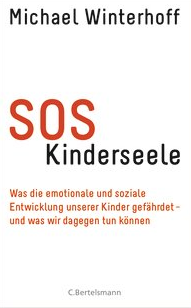 Michael Winterhoff
SOS
Kinderseele
Was die emotionale und soziale
Entwicklung unserer Kinder gefährdet –
und was wir dagegen tun können
C.Bertelsmann